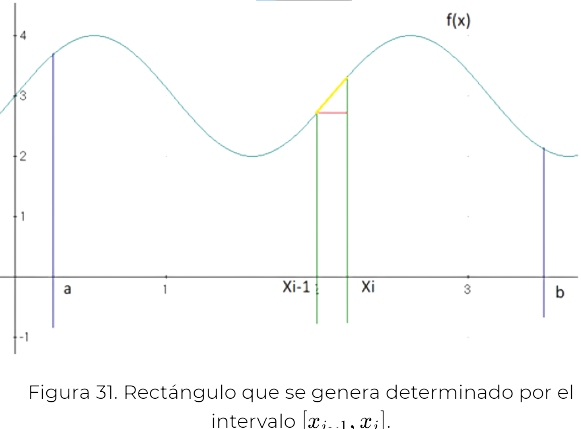 f(x)
4
3
2
1
-1
a
1
Xi-1
Xi
3
b
Figura 31. Rectángulo que se genera determinado por el
intervalo [x_{i-1}, x_i].